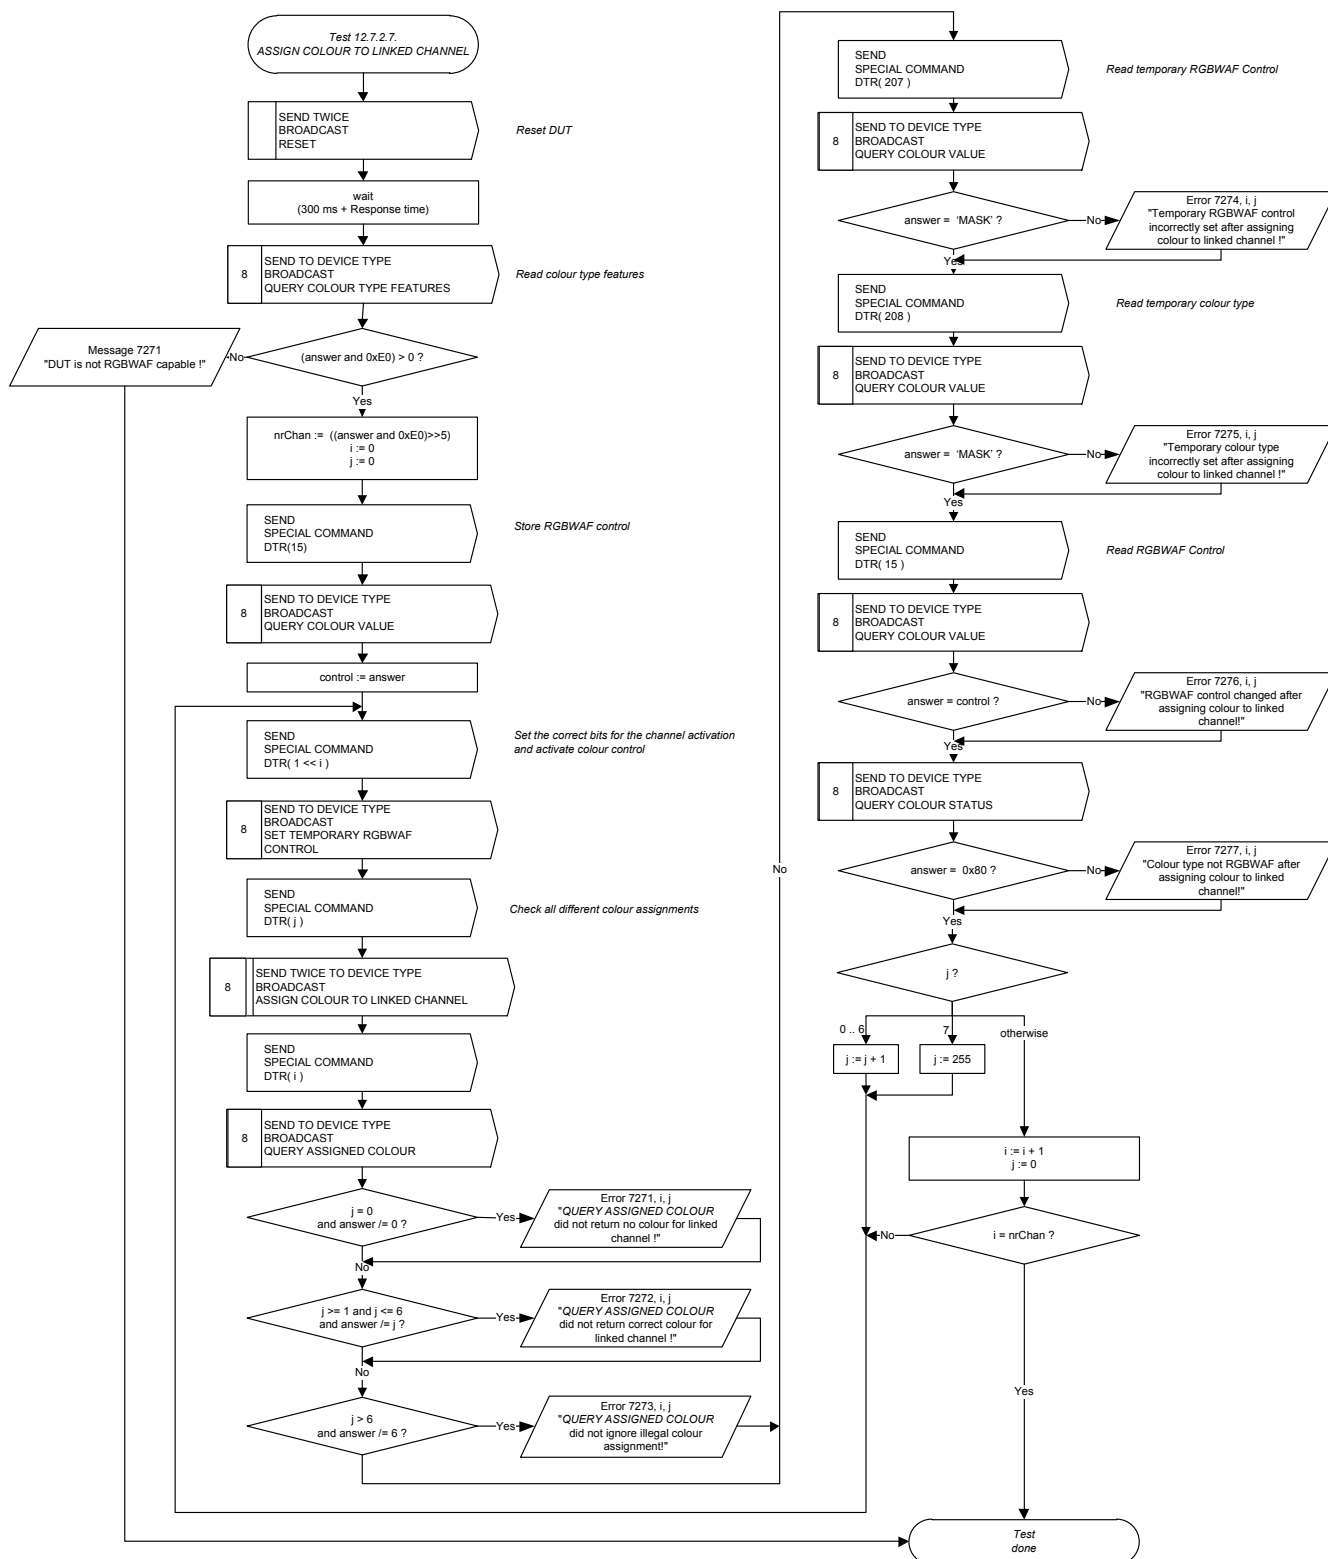 Test 12.7.2.7.
ASSIGN COLOUR TO LINKED CHANNEL
SEND TWICE
BROADCAST
RESET
Reset DUT
wait
(300 ms + Response time)
8
SEND TO DEVICE TYPE
BROADCAST
QUERY COLOUR TYPE FEATURES
Read colour type features
Message 7271
"DUT is not RGBWAF capable !"
No
(answer and 0xE0) > 0 ?
Yes
nrChan := ((answer and 0xE0)>>5)
i := 0
j := 0
SEND
SPECIAL COMMAND
DTR(15)
Store RGBWAF control
8
SEND TO DEVICE TYPE
BROADCAST
QUERY COLOUR VALUE
control := answer
SEND
SPECIAL COMMAND
DTR( 1 << i )
Set the correct bits for the channel activation
and activate colour control
8
SEND TO DEVICE TYPE
BROADCAST
SET TEMPORARY RGBWAF
CONTROL
SEND
SPECIAL COMMAND
DTR( j )
Check all different colour assignments
8
SEND TWICE TO DEVICE TYPE
BROADCAST
ASSIGN COLOUR TO LINKED CHANNEL
SEND
SPECIAL COMMAND
DTR( i )
8
SEND TO DEVICE TYPE
BROADCAST
QUERY ASSIGNED COLOUR
j = 0
and answer /= 0 ?
Yes
Error 7271, i, j
"QUERY ASSIGNED COLOUR
did not return no colour for linked
channel !"
No
j >= 1 and j <= 6
and answer /= j ?
Yes
Error 7272, i, j
"QUERY ASSIGNED COLOUR
did not return correct colour for
linked channel !"
No
j > 6
and answer /= 6 ?
Yes
Error 7273, i, j
"QUERY ASSIGNED COLOUR
did not ignore illegal colour
assignment!"
No
SEND
SPECIAL COMMAND
DTR( 207 )
Read temporary RGBWAF Control
8
SEND TO DEVICE TYPE
BROADCAST
QUERY COLOUR VALUE
answer = ‘MASK’ ?
No
Error 7274, i, j
"Temporary RGBWAF control
incorrectly set after assigning
colour to linked channel !"
Yes
SEND
SPECIAL COMMAND
DTR( 208 )
Read temporary colour type
8
SEND TO DEVICE TYPE
BROADCAST
QUERY COLOUR VALUE
answer = ‘MASK’ ?
No
Error 7275, i, j
"Temporary colour type
incorrectly set after assigning
colour to linked channel !"
Yes
SEND
SPECIAL COMMAND
DTR( 15 )
Read RGBWAF Control
8
SEND TO DEVICE TYPE
BROADCAST
QUERY COLOUR VALUE
answer = control ?
No
Error 7276, i, j
"RGBWAF control changed after
assigning colour to linked
channel!"
Yes
8
SEND TO DEVICE TYPE
BROADCAST
QUERY COLOUR STATUS
answer = 0x80 ?
No
Error 7277, i, j
"Colour type not RGBWAF after
assigning colour to linked
channel!"
Yes
j ?
0 .. 6
7
otherwise
j := j + 1
j := 255
i := i + 1
j := 0
i = nrChan ?
No
Yes
Test
done